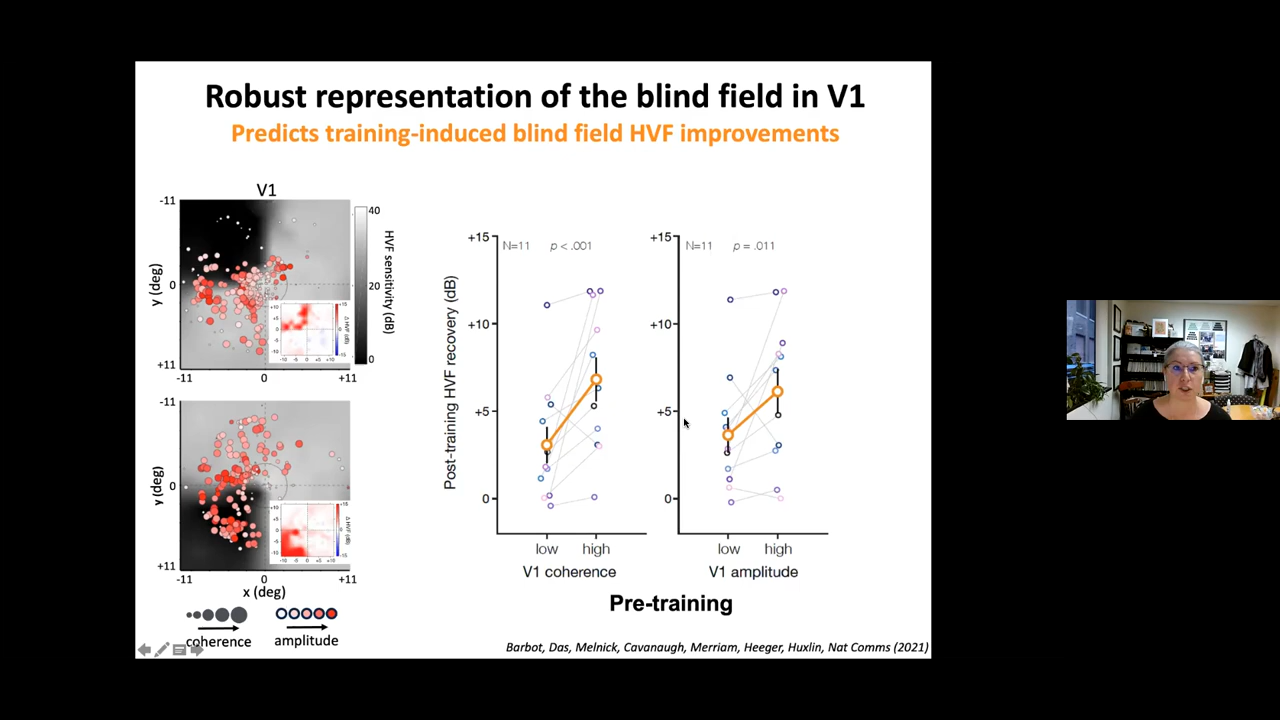 Robust representation of the blind field in V1
Predicts training-induced blind field HVF improvements
V1
-11
0
+11
y (deg)
-11
0
+11
40
20
0
HVF sensitivity (dB)
-11
0
+11
y (deg)
-11
0
+11
x (deg)
coherence
amplitude
+15
+10
+5
0
Post-training HVF recovery (dB)
N=11 p < .001
low high
V1 coherence
+15
+10
+5
0
N=11 p = .011
low high
V1 amplitude
Pre-training
Barbot, Das, Melnick, Cavanaugh, Merriam, Heeger, Huxlin, Nat Comms (2021)